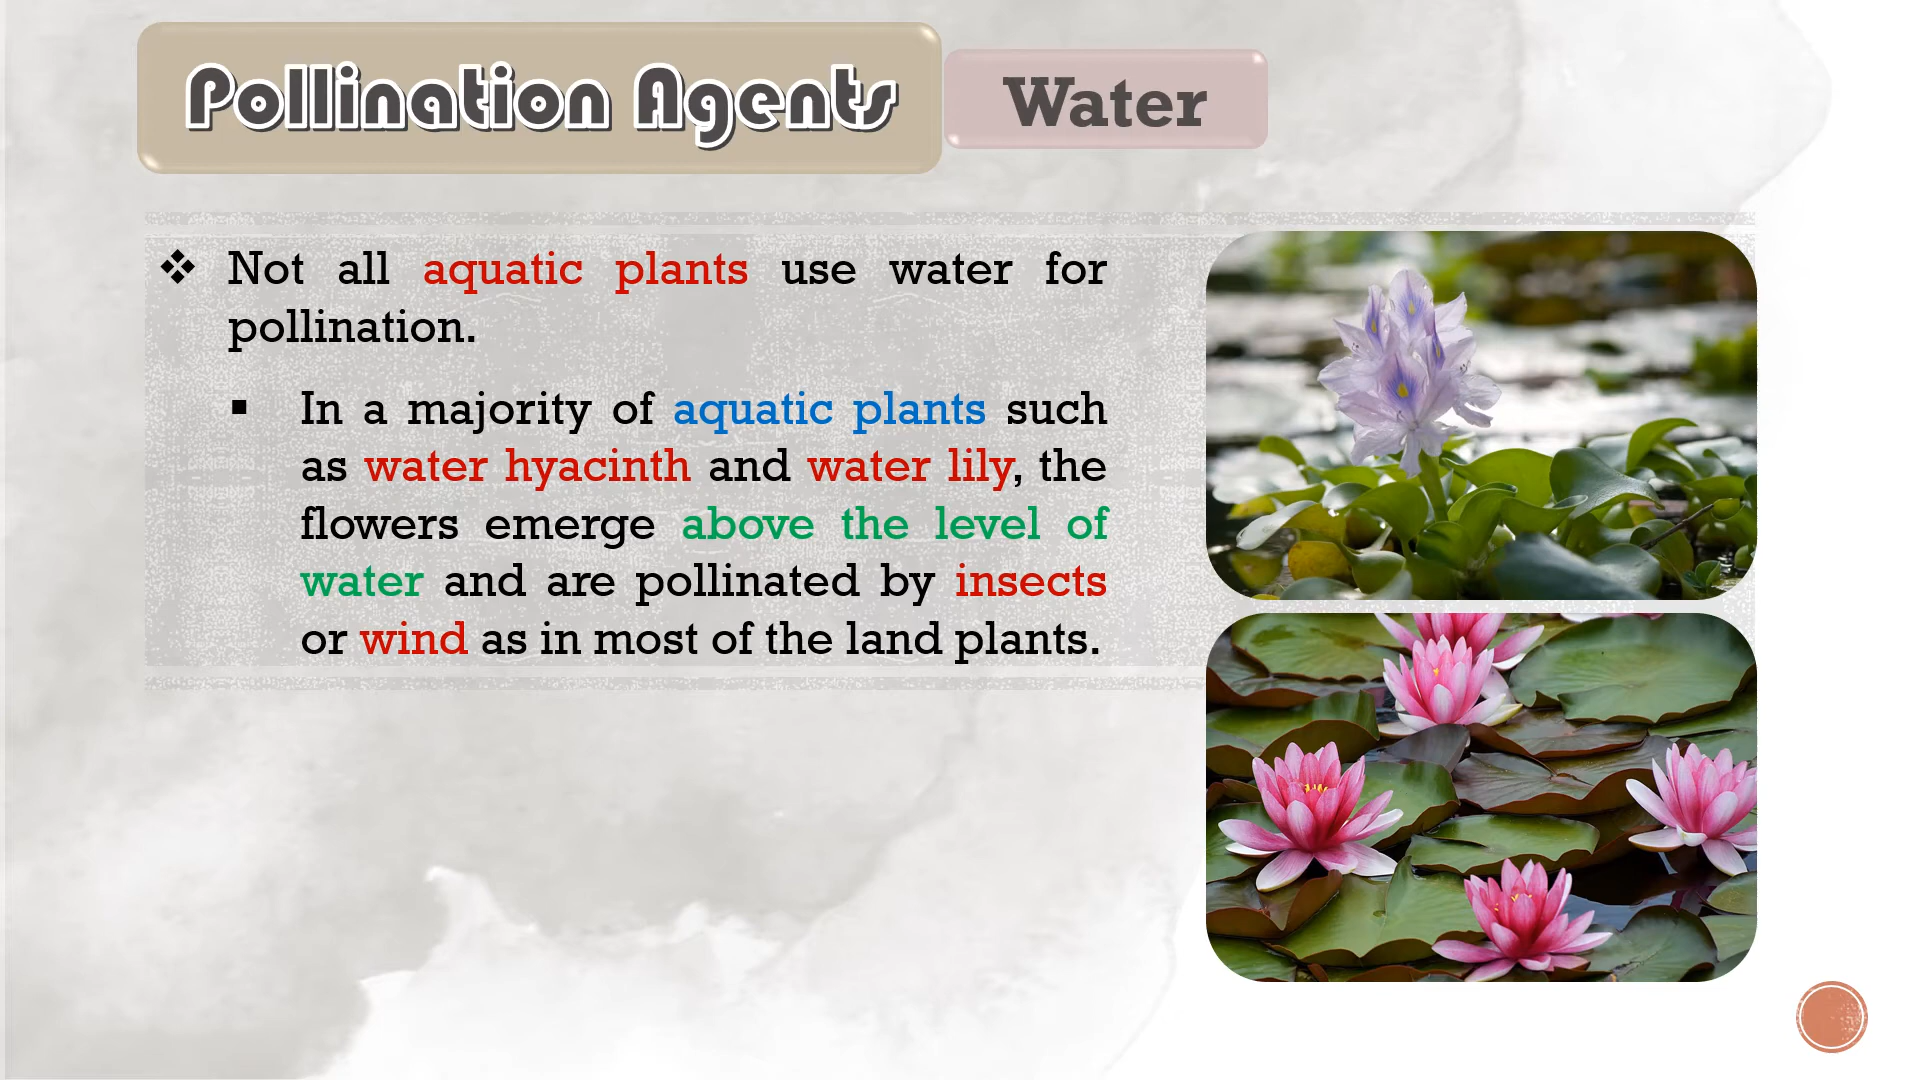 Pollination Agents
Water
❖ Not all aquatic plants use water for
pollination.
▪ In a majority of aquatic plants such
as water hyacinth and water lily, the
flowers emerge above the level of
water and are pollinated by insects
or wind as in most of the land plants.